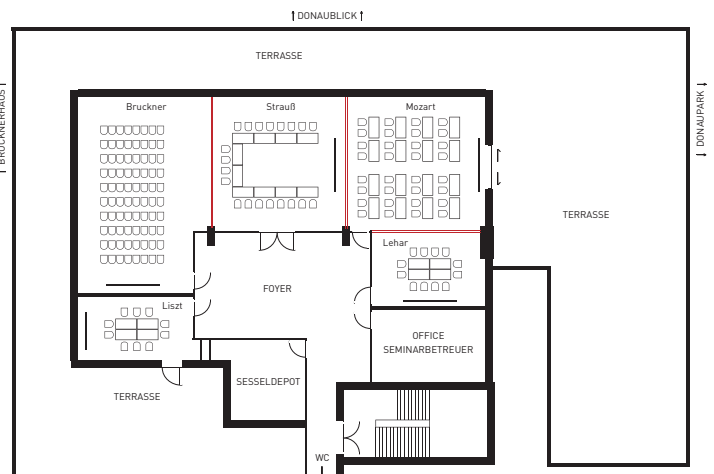 DONAUBLICK
TERRASSE
BRUCKNERHAUS
DONAUPARK
Bruckner
Strauß
Mozart
TERRASSE
Lehar
FOYER
Liszt
OFFICE
SEMINARBETREUER
SESSELDEPOT
TERRASSE
WC